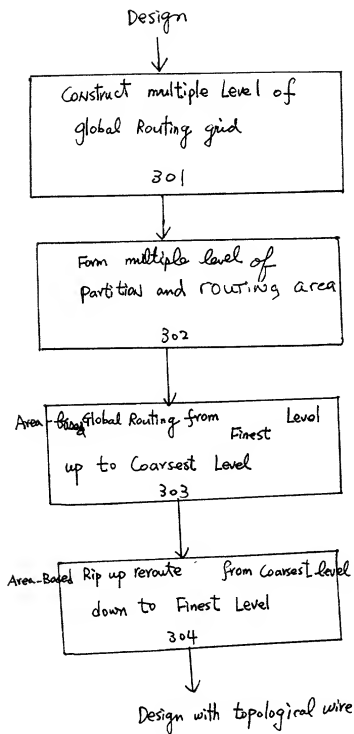 Design
Construct multiple Level of
global Routing grid
301
Form multiple level of
partition and routing area
302
Area-based Global Routing from Finest Level
up to Coarsest Level
303
Area-Based Rip up reroute from Coarsest level
down to Finest Level
304
Design with topological wire